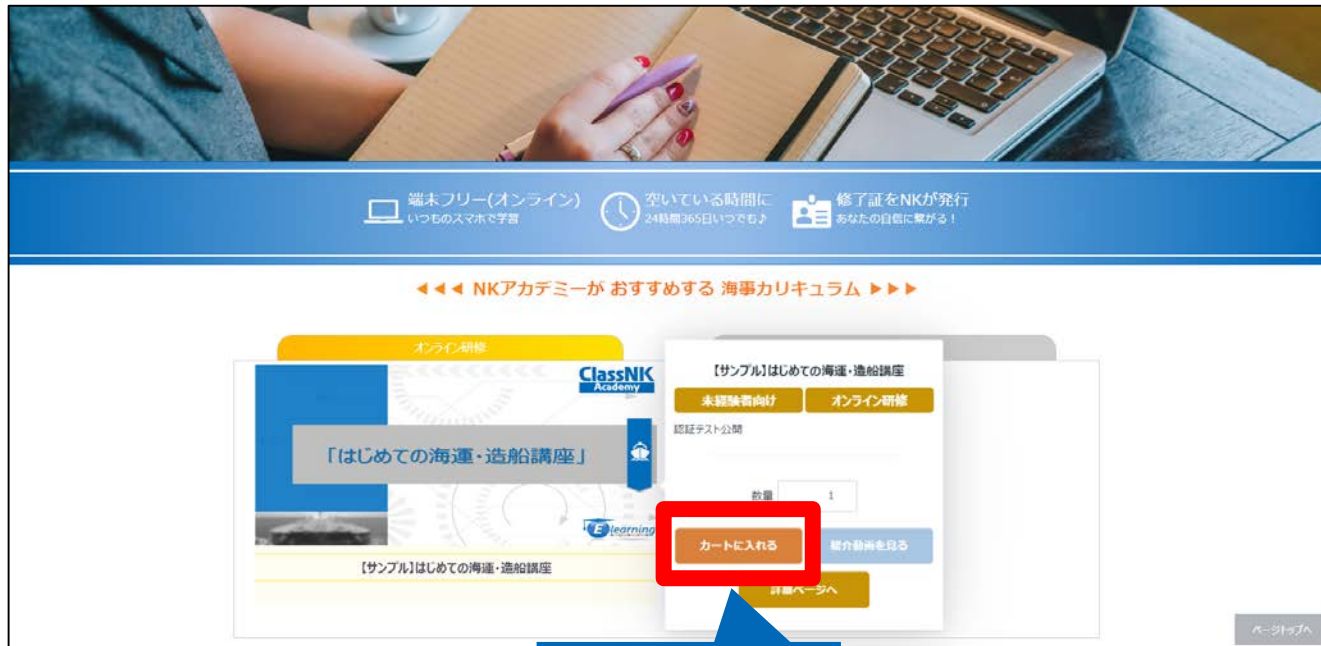 端末フリー(オンライン)
いつものスマホで学習
空いている時間に
24時間365日いつでも♪
修了証をNKが発行
あなたの自信に繋がる！
◀◀◀ NKアカデミーが おすすめする 海事カリキュラム ▶▶▶
オンライン研修
ClassNK
Academy
「はじめての海運・造船講座」
E learning
【サンプル】はじめての海運・造船講座
【サンプル】はじめての海運・造船講座
未経験者向け
オンライン研修
認証テスト公開
数量
1
カートに入れる
紹介動画を見る
詳細ページへ
ページトップへ